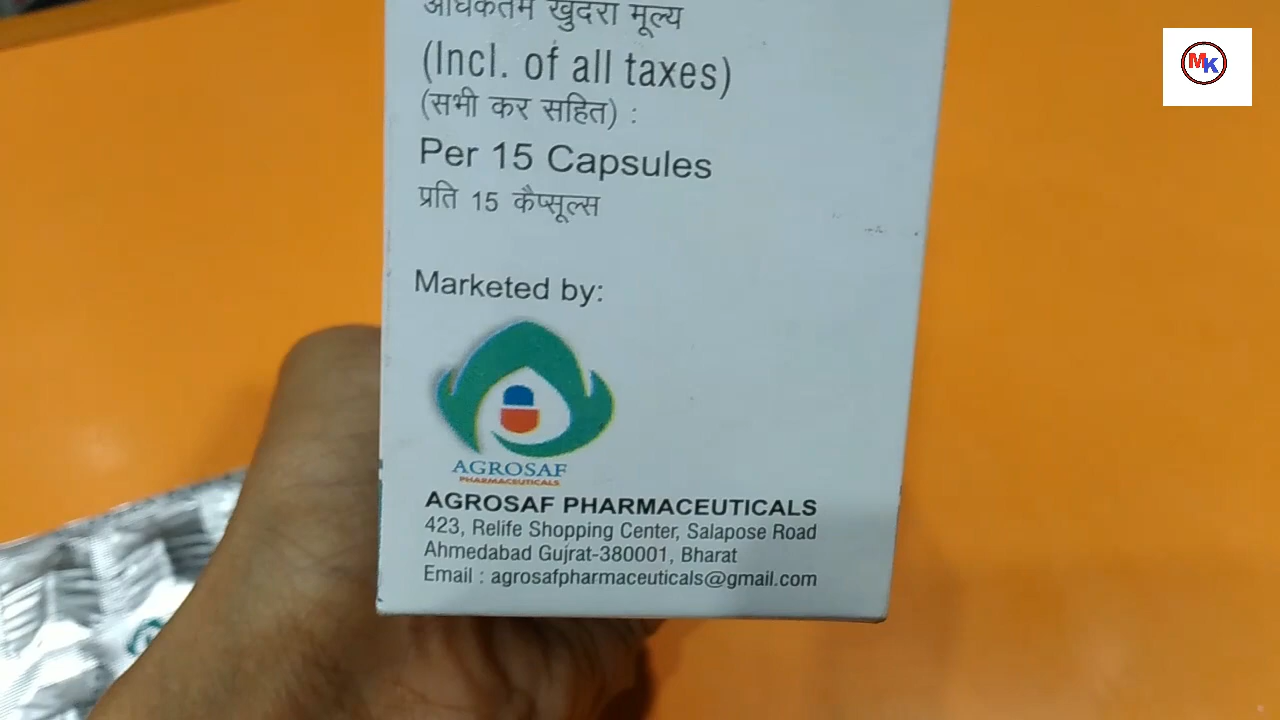 अधिकतम खुदरा मूल्य
(Incl. of all taxes)
(सभी कर सहित) :
Per 15 Capsules
प्रति 15 कैप्सूल्स
Marketed by:
AGROSAF
PHARMACEUTICALS
AGROSAF PHARMACEUTICALS
423, Relife Shopping Center, Salapose Road
Ahmedabad Gujrat-380001, Bharat
Email : agrosafpharmaceuticals@gmail.com
MK